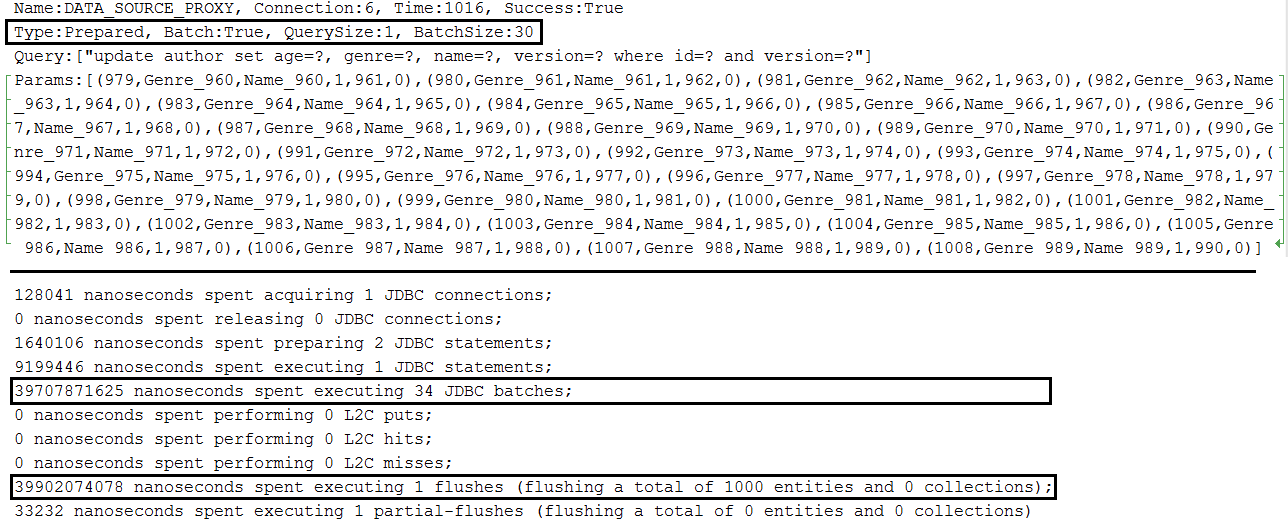 Name:DATA_SOURCE_PROXY, Connection:6, Time:1016, Success:True
Type:Prepared, Batch:True, QuerySize:1, BatchSize:30
Query:["update author set age=?, genre=?, name=?, version=? where id=? and version=?"]
Params:[(979,Genre_960,Name_960,1,961,0),(980,Genre_961,Name_961,1,962,0),(981,Genre_962,Name_962,1,963,0),(982,Genre_963,Name
_963,1,964,0),(983,Genre_964,Name_964,1,965,0),(984,Genre_965,Name_965,1,966,0),(985,Genre_966,Name_966,1,967,0),(986,Genre_96
7,Name_967,1,968,0),(987,Genre_968,Name_968,1,969,0),(988,Genre_969,Name_969,1,970,0),(989,Genre_970,Name_970,1,971,0),(990,Ge
nre_971,Name_971,1,972,0),(991,Genre_972,Name_972,1,973,0),(992,Genre_973,Name_973,1,974,0),(993,Genre_974,Name_974,1,975,0),(
994,Genre_975,Name_975,1,976,0),(995,Genre_976,Name_976,1,977,0),(996,Genre_977,Name_977,1,978,0),(997,Genre_978,Name_978,1,97
9,0),(998,Genre_979,Name_979,1,980,0),(999,Genre_980,Name_980,1,981,0),(1000,Genre_981,Name_981,1,982,0),(1001,Genre_982,Name_
982,1,983,0),(1002,Genre_983,Name_983,1,984,0),(1003,Genre_984,Name_984,1,985,0),(1004,Genre_985,Name_985,1,986,0),(1005,Genre
_986,Name_986,1,987,0),(1006,Genre_987,Name_987,1,988,0),(1007,Genre_988,Name_988,1,989,0),(1008,Genre_989,Name_989,1,990,0)]
128041 nanoseconds spent acquiring 1 JDBC connections;
0 nanoseconds spent releasing 0 JDBC connections;
1640106 nanoseconds spent preparing 2 JDBC statements;
9199446 nanoseconds spent executing 1 JDBC statements;
39707871625 nanoseconds spent executing 34 JDBC batches;
0 nanoseconds spent performing 0 L2C puts;
0 nanoseconds spent performing 0 L2C hits;
0 nanoseconds spent performing 0 L2C misses;
39902074078 nanoseconds spent executing 1 flushes (flushing a total of 1000 entities and 0 collections);
33232 nanoseconds spent executing 1 partial-flushes (flushing a total of 0 entities and 0 collections)